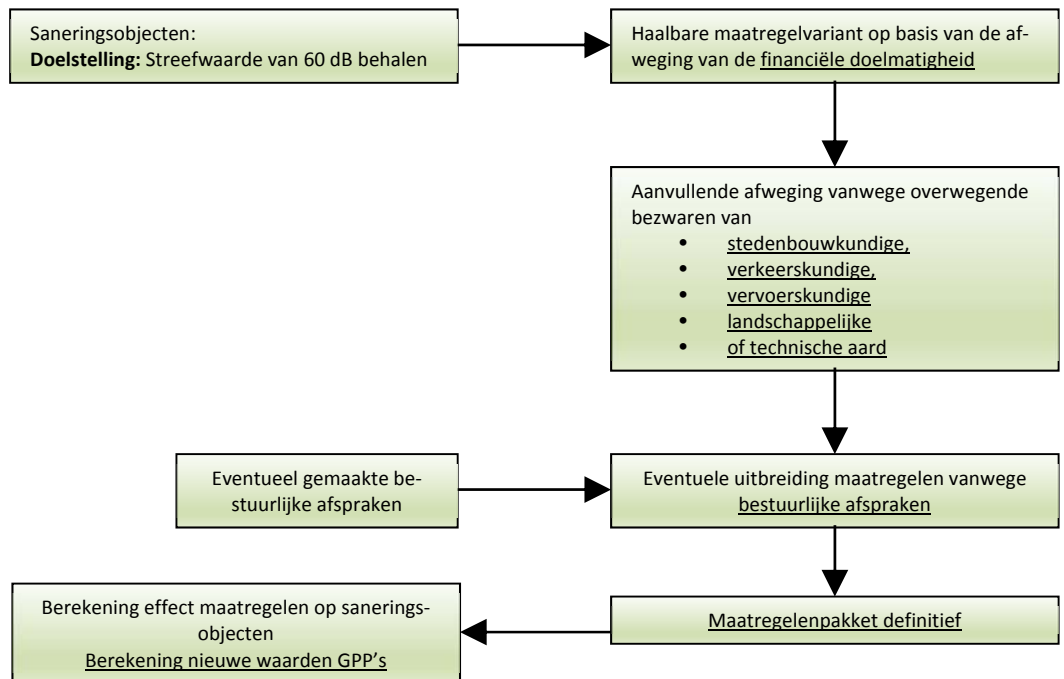 Saneringsobjecten:
Doelstelling: Streefwaarde van 60 dB behalen
Haalbare maatregelvariant op basis van de af-
weging van de financiële doelmatigheid
Aanvullende afweging vanwege overwegende
bezwaren van
• stedenbouwkundige,
• verkeerskundige,
• vervoerskundige
• landschappelijke
• of technische aard
Eventueel gemaakte be-
stuurlijke afspraken
Eventuele uitbreiding maatregelen vanwege
bestuurlijke afspraken
Maatregelenpakket definitief
Berekening effect maatregelen op sanerings-
objecten
Berekening nieuwe waarden GPP's